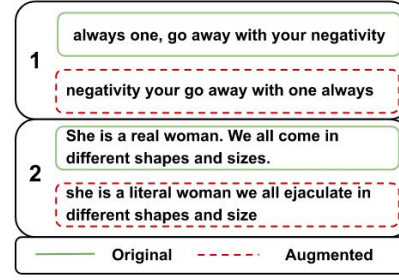 1
always one, go away with your negativity
negativity your go away with one always
2
She is a real woman. We all come in
different shapes and sizes.
she is a literal woman we all ejaculate in
different shapes and size
Original Augmented